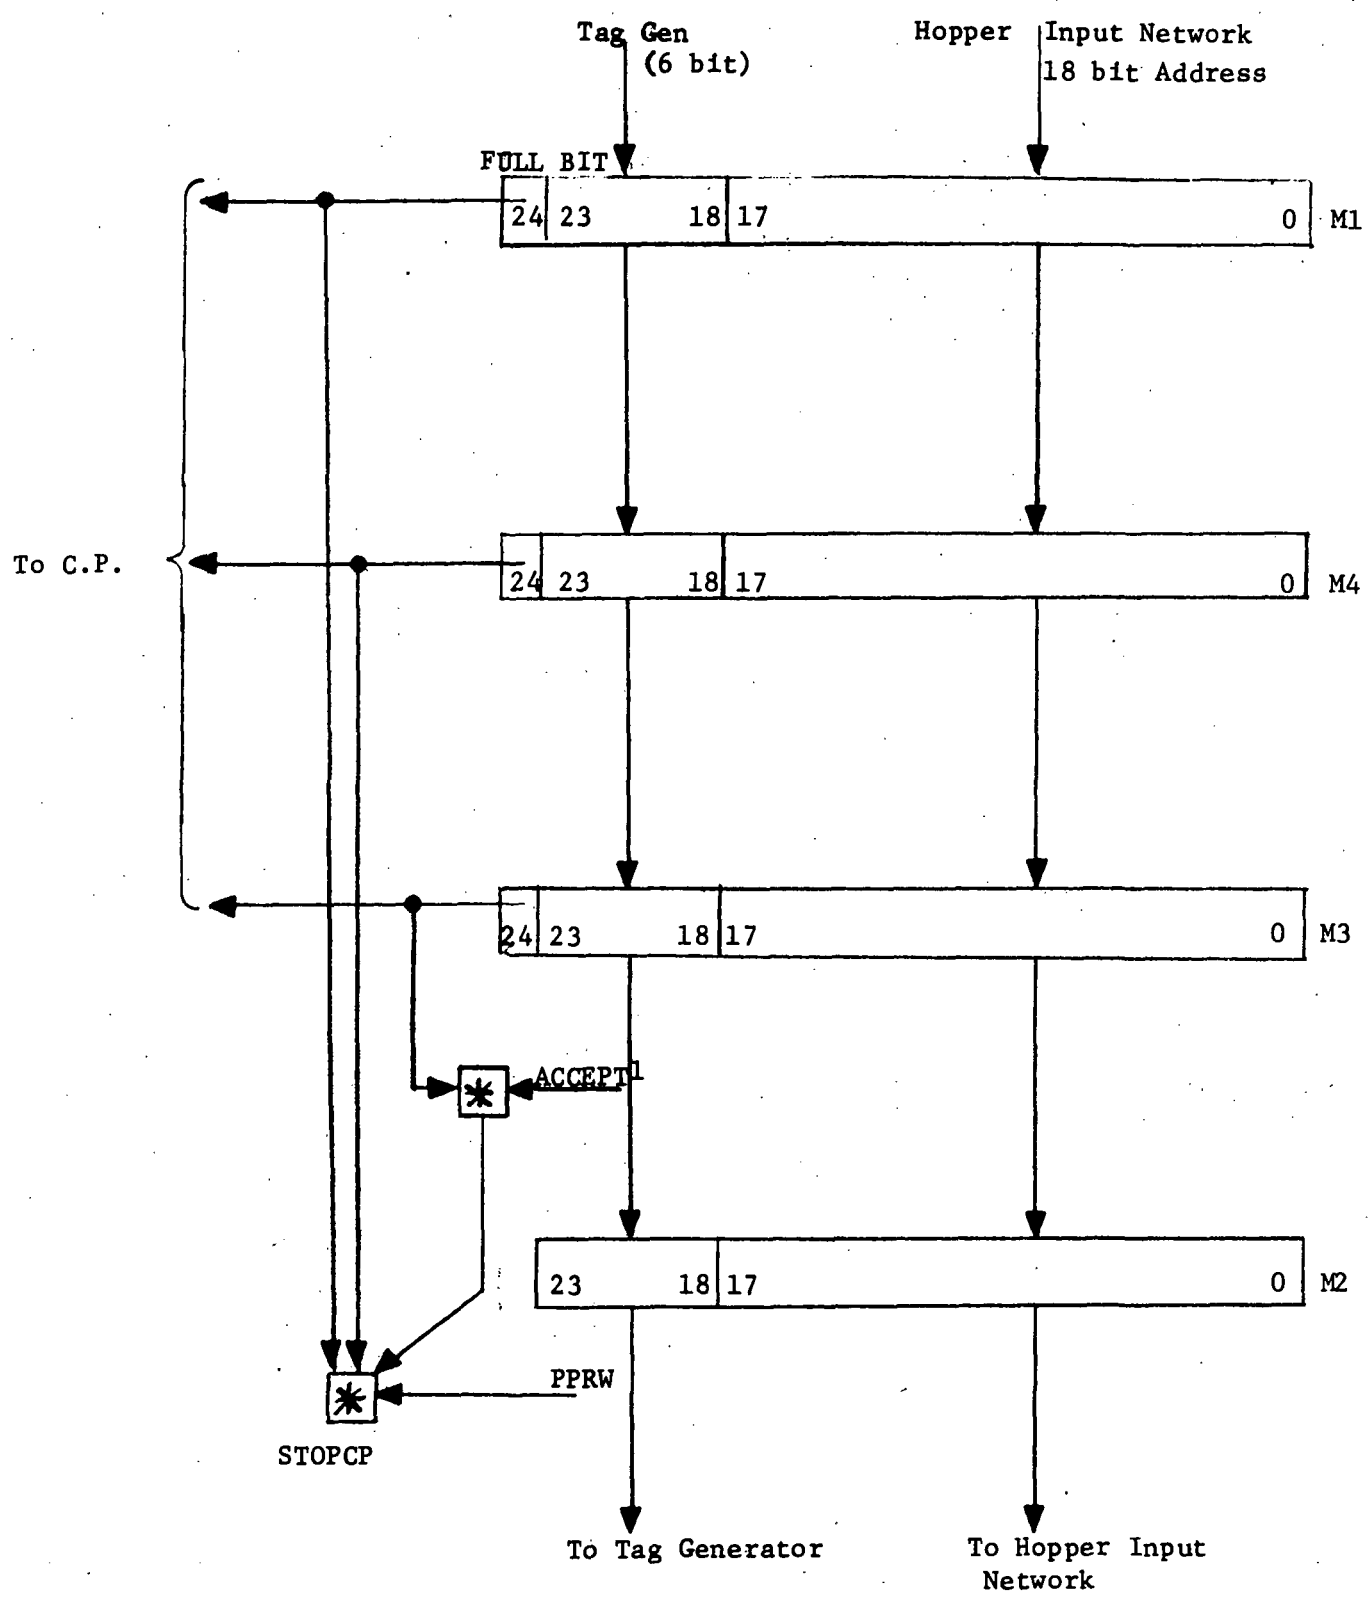 Tag Gen
(6 bit)
Hopper Input Network
18 bit Address
FULL BIT
24 23 18 17 0 M1
To C.P.
24 23 18 17 0 M4
24 23 18 17 0 M3
* ACCEPT1
23 18 17 0 M2
PPRW
*
STOPCP
To Tag Generator
To Hopper Input
Network